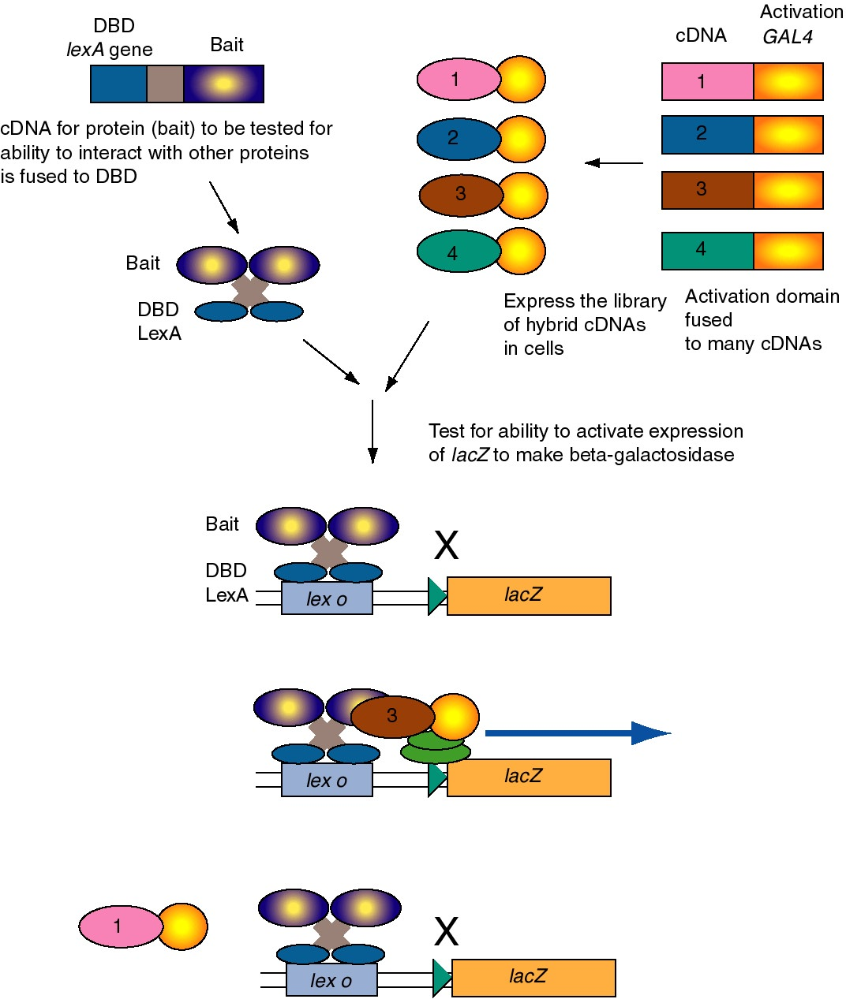 DBD
lexA gene
Bait
cDNA for protein (bait) to be tested for
ability to interact with other proteins
is fused to DBD
Bait
DBD
LexA
1
2
3
4
Express the library
of hybrid cDNAs
in cells
cDNA
Activation
GAL4
1
2
3
4
Activation domain
fused
to many cDNAs
Test for ability to activate expression
of lacZ to make beta-galactosidase
Bait
DBD
LexA
lex o
X
lacZ
3
lex o
lacZ
1
lex o
X
lacZ